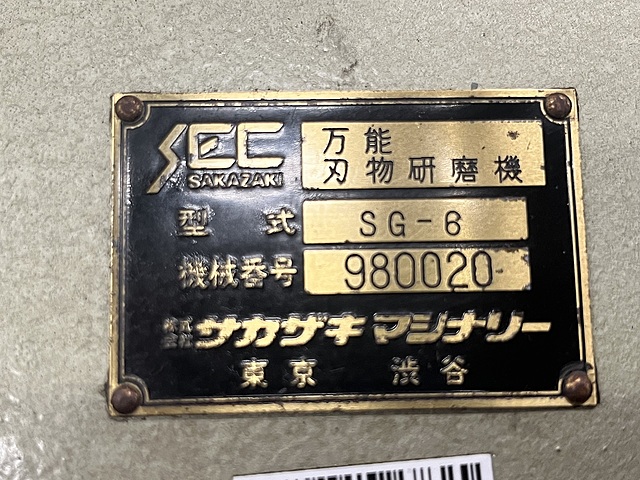 SEC
SAKAZAKI
万能
刃物研磨機
型式 SG-6
機械番号 980020
株式会社 サカザキマシナリー
東京 渋谷